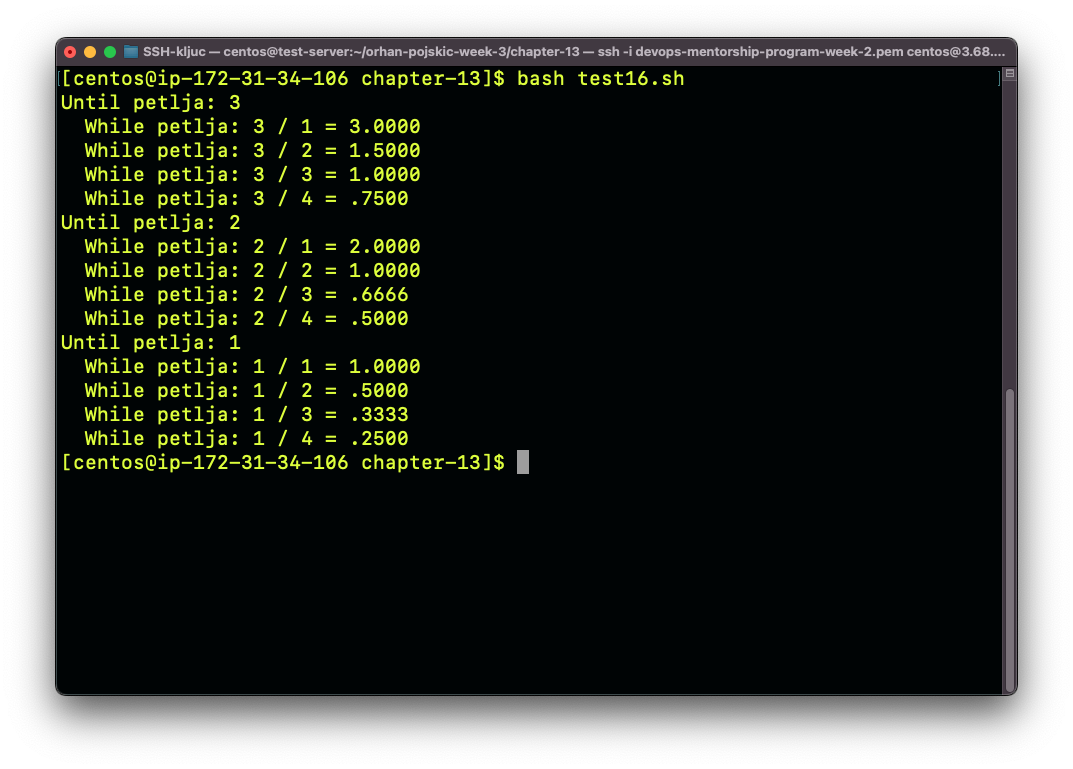 SSH-kljuc — centos@test-server:~/orhan-pojskic-week-3/chapter-13 — ssh -i devops-mentorship-program-week-2.pem centos@3.68....
[centos@ip-172-31-34-106 chapter-13]$ bash test16.sh
Until petlja: 3
  While petlja: 3 / 1 = 3.0000
  While petlja: 3 / 2 = 1.5000
  While petlja: 3 / 3 = 1.0000
  While petlja: 3 / 4 = .7500
Until petlja: 2
  While petlja: 2 / 1 = 2.0000
  While petlja: 2 / 2 = 1.0000
  While petlja: 2 / 3 = .6666
  While petlja: 2 / 4 = .5000
Until petlja: 1
  While petlja: 1 / 1 = 1.0000
  While petlja: 1 / 2 = .5000
  While petlja: 1 / 3 = .3333
  While petlja: 1 / 4 = .2500
[centos@ip-172-31-34-106 chapter-13]$